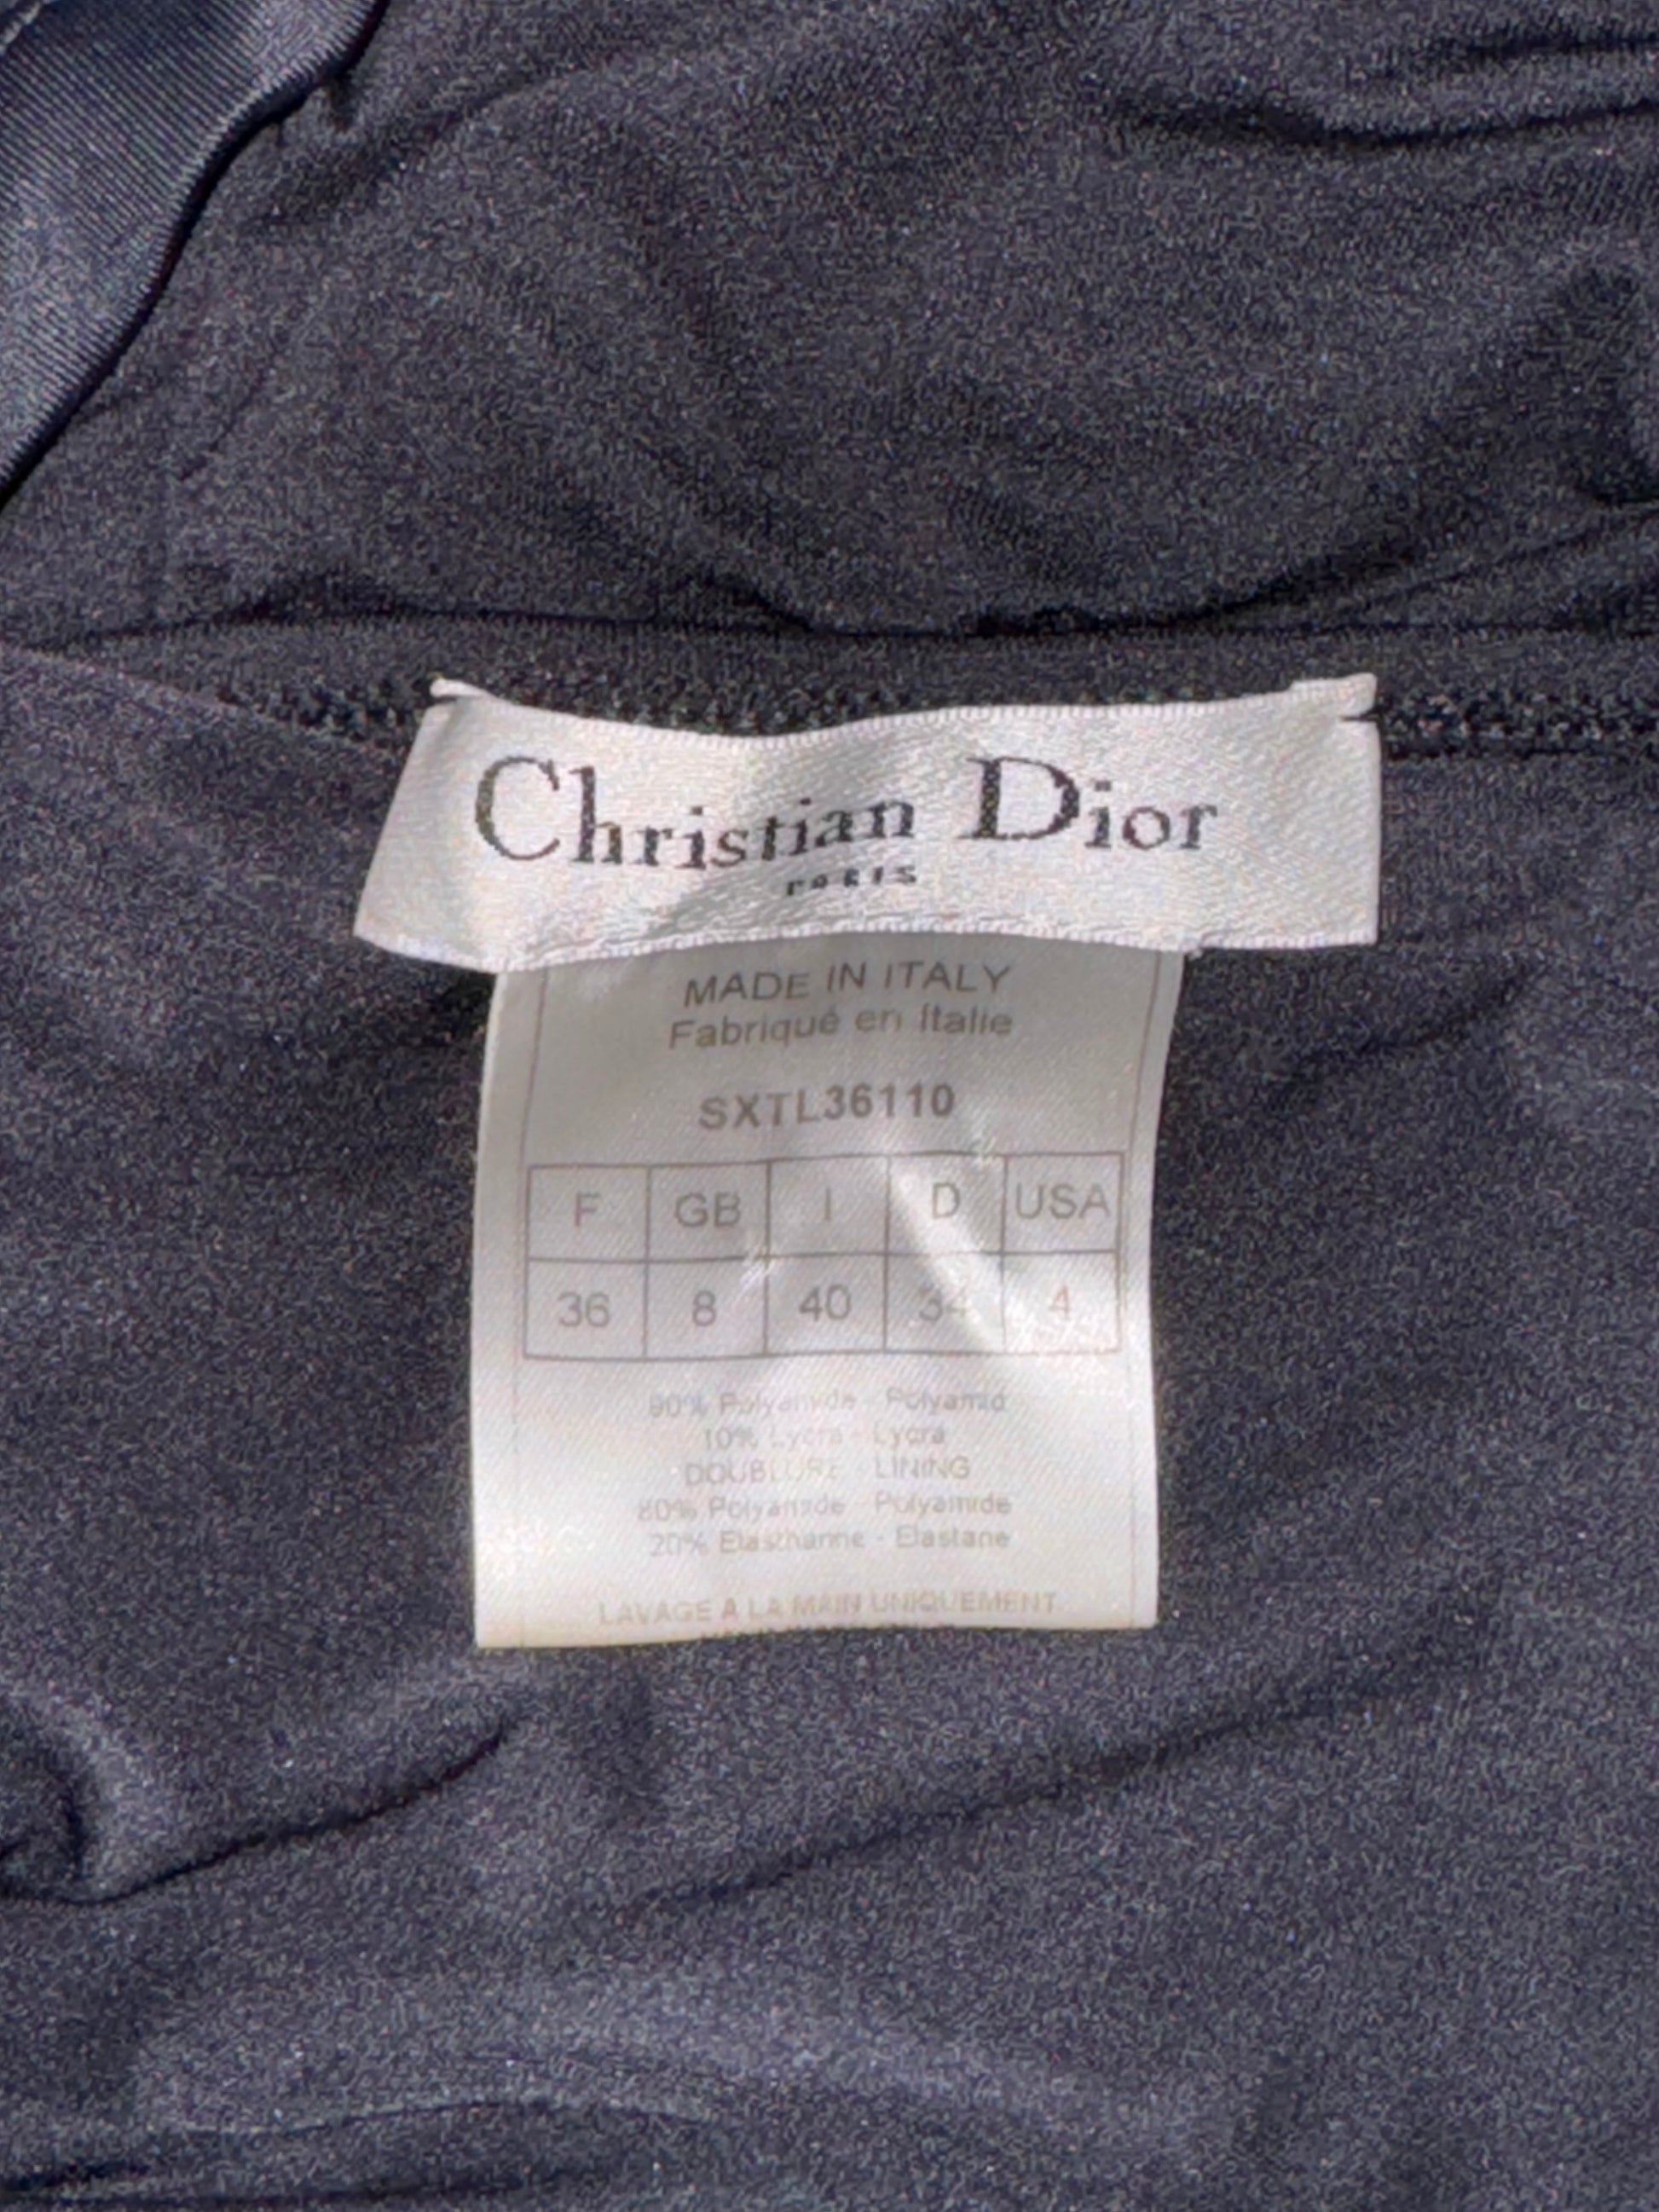 Christian Dior
PARIS
MADE IN ITALY
Fabriqué en Italie
SXTL36110
F GB I D USA
36 8 40 34 4
90% Polyamide - Polyamid
10% Lycra - Lycra
DOUBLURE - LINING
80% Polyamide - Polyamide
20% Elasthanne - Elastane
LAVAGE A LA MAIN UNIQUEMENT